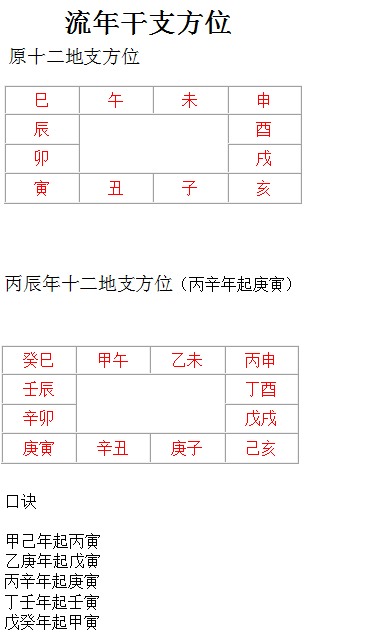 流年干支方位
原十二地支方位
巳 午 未 申
辰 酉
卯 戌
寅 丑 子 亥
丙辰年十二地支方位（丙辛年起庚寅）
癸巳 甲午 乙未 丙申
壬辰 丁酉
辛卯 戊戌
庚寅 辛丑 庚子 己亥
口诀
甲己年起丙寅
乙庚年起戊寅
丙辛年起庚寅
丁壬年起壬寅
戊癸年起甲寅